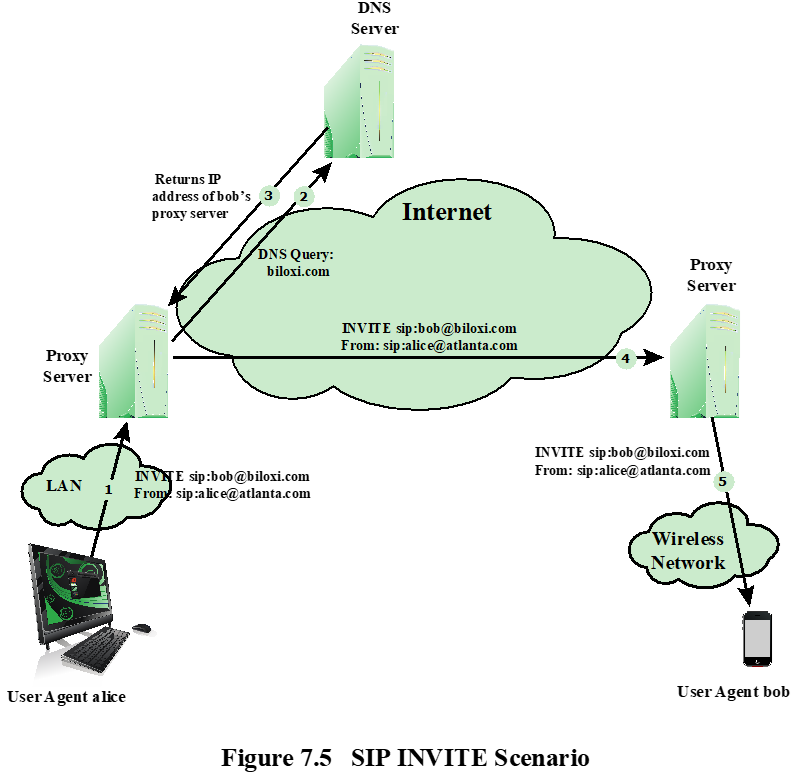 DNS
Server
Returns IP
address of bob's
proxy server
3
2
Internet
DNS Query:
biloxi.com
Proxy
Server
Proxy
Server
INVITE sip:bob@biloxi.com
From: sip:alice@atlanta.com
4
INVITE sip:bob@biloxi.com
From: sip:alice@atlanta.com
5
LAN
1
INVITE sip:bob@biloxi.com
From: sip:alice@atlanta.com
Wireless
Network
User Agent alice
User Agent bob
Figure 7.5 SIP INVITE Scenario